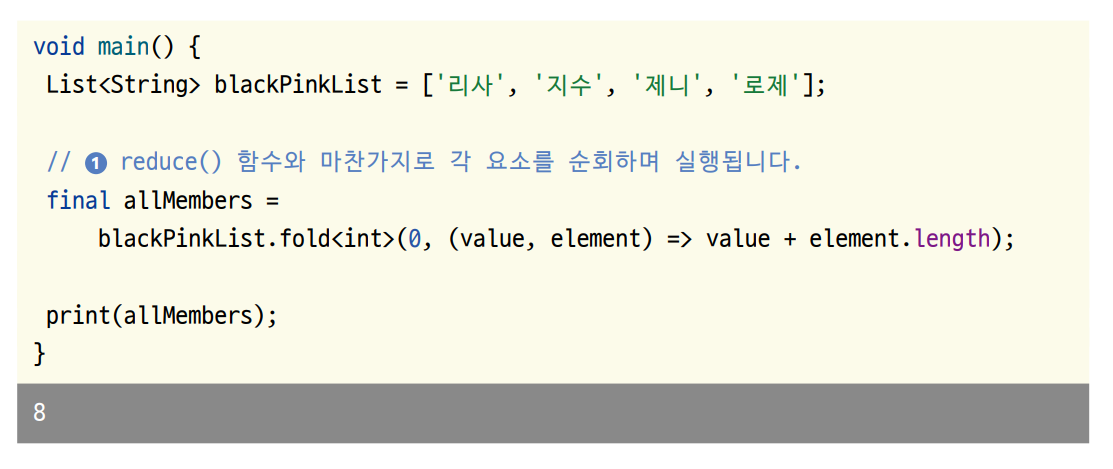 void main() {
List<String> blackPinkList = ['리사', '지수', '제니', '로제'];
// ❶ reduce() 함수와 마찬가지로 각 요소를 순회하며 실행됩니다.
final allMembers =
blackPinkList.fold<int>(0, (value, element) => value + element.length);
print(allMembers);
}
8